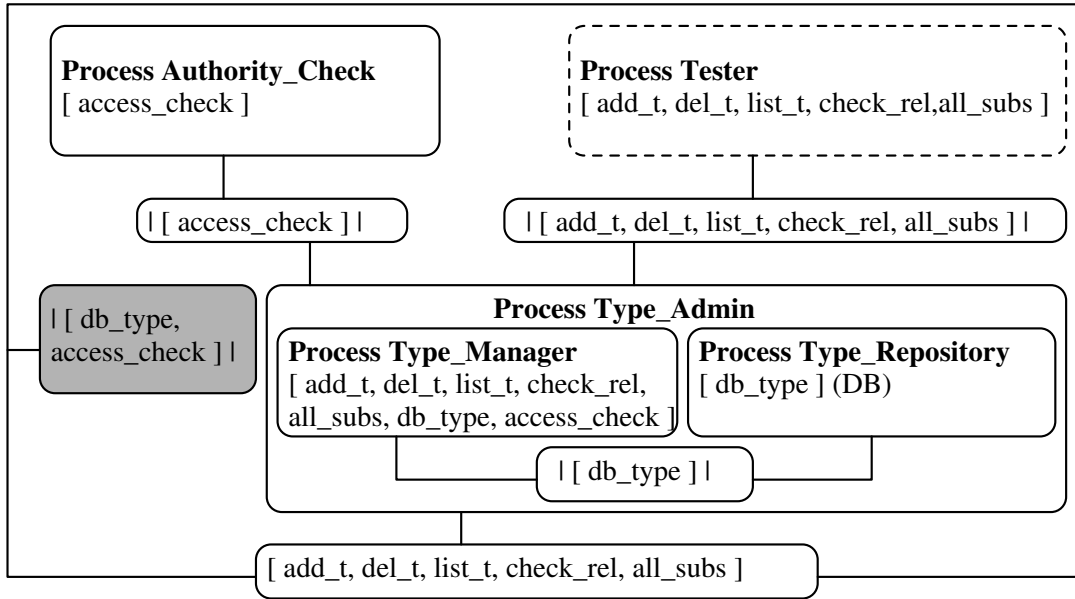 Process Authority_Check
[ access_check ]
Process Tester
[ add_t, del_t, list_t, check_rel,all_subs ]
| [ access_check ] |
| [ add_t, del_t, list_t, check_rel, all_subs ] |
| [ db_type,
access_check ] |
Process Type_Admin
Process Type_Manager
[ add_t, del_t, list_t, check_rel,
all_subs, db_type, access_check ]
Process Type_Repository
[ db_type ] (DB)
| [ db_type ] |
[ add_t, del_t, list_t, check_rel, all_subs ]